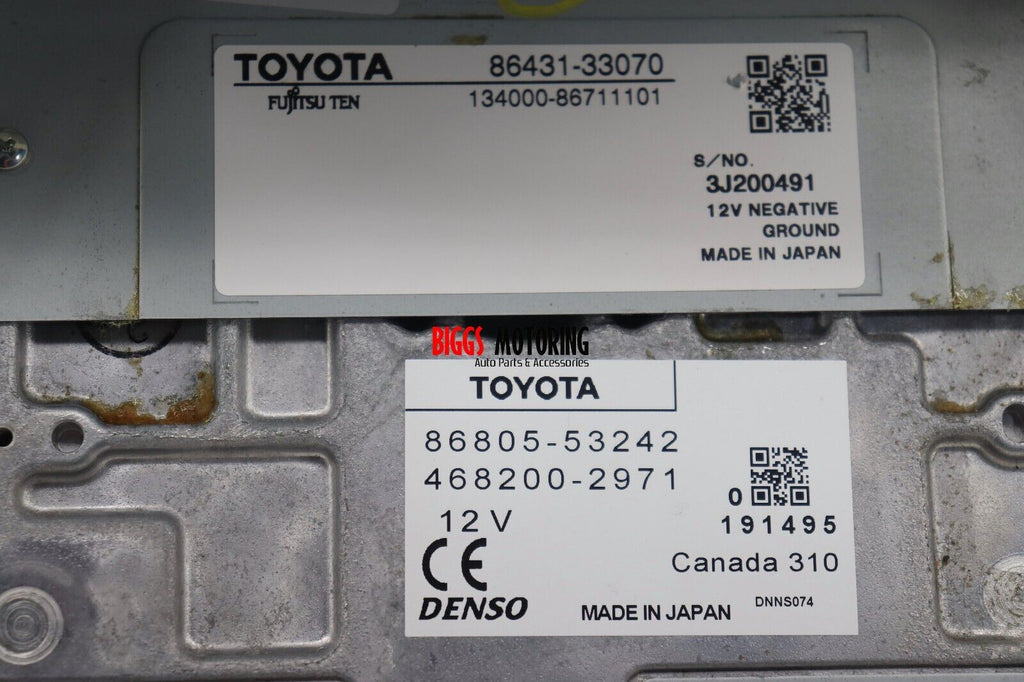 TOYOTA 86431-33070
FUJITSU TEN 134000-86711101
S/NO.
3J200491
12V NEGATIVE
GROUND
MADE IN JAPAN
C
BIGGS MOTORING
Auto Parts & Accessories
TOYOTA
86805-53242
468200-2971
0
12V
191495
CE
Canada 310
DENSO
MADE IN JAPAN
DNNS074